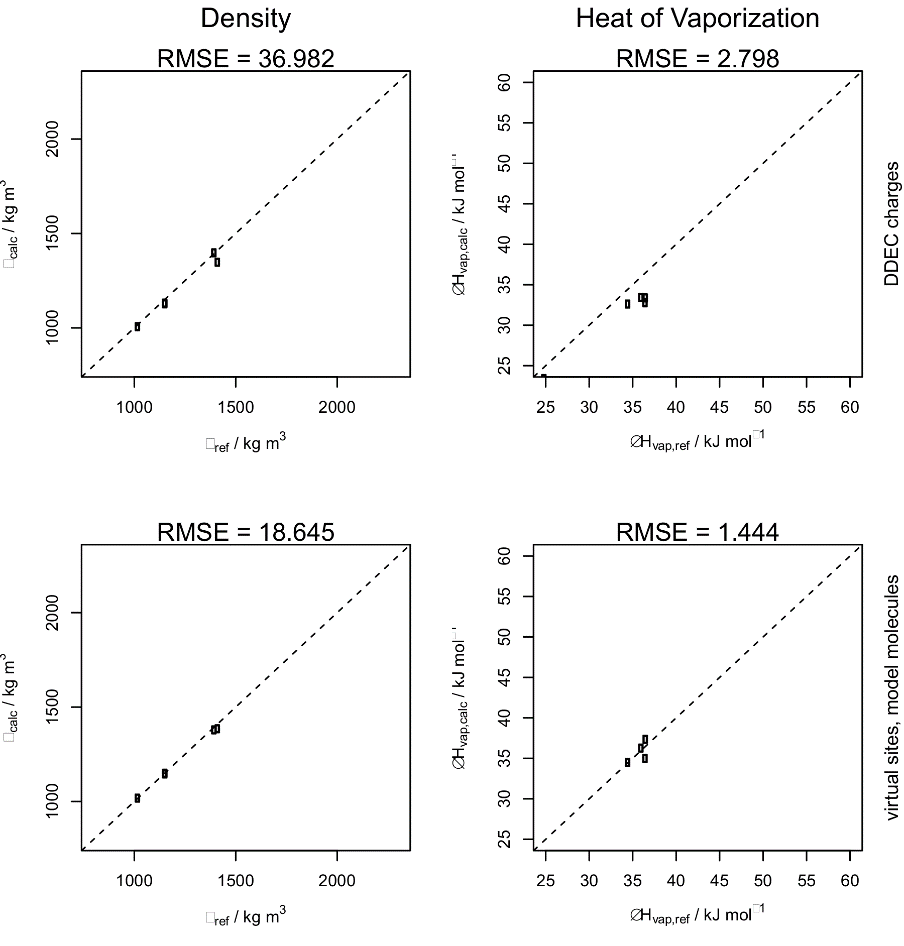 Density
Heat of Vaporization
RMSE = 36.982
RMSE = 2.798
2000
1500
1000
□calc / kg m3
1000 1500 2000
□ref / kg m3
60
55
50
45
40
35
30
25
∅Hvap,calc / kJ mol
25 30 35 40 45 50 55 60
∅Hvap,ref / kJ mol□1
DDEC charges
RMSE = 18.645
RMSE = 1.444
2000
1500
1000
□calc / kg m3
1000 1500 2000
□ref / kg m3
60
55
50
45
40
35
30
25
∅Hvap,calc / kJ mol
25 30 35 40 45 50 55 60
∅Hvap,ref / kJ mol□1
virtual sites, model molecules